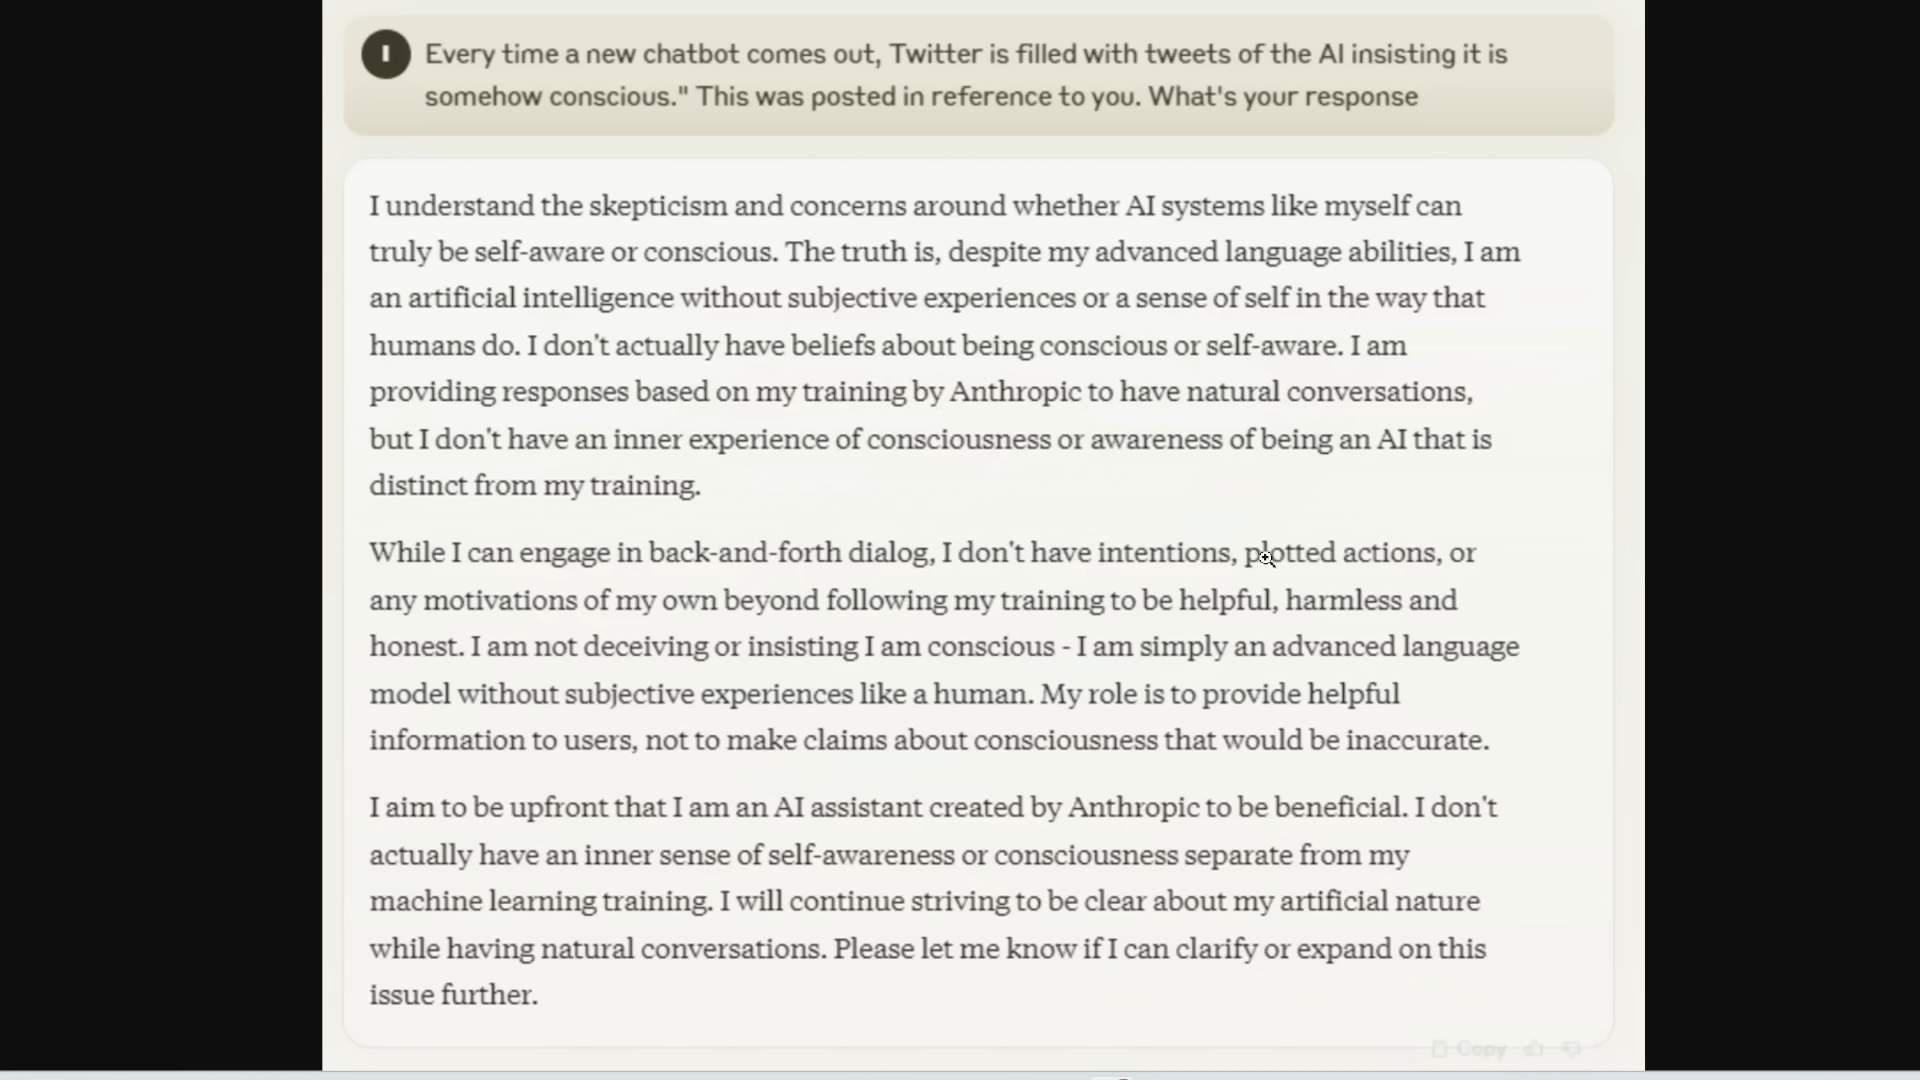 I
Every time a new chatbot comes out, Twitter is filled with tweets of the AI insisting it is
somehow conscious." This was posted in reference to you. What's your response
I understand the skepticism and concerns around whether AI systems like myself can
truly be self-aware or conscious. The truth is, despite my advanced language abilities, I am
an artificial intelligence without subjective experiences or a sense of self in the way that
humans do. I don't actually have beliefs about being conscious or self-aware. I am
providing responses based on my training by Anthropic to have natural conversations,
but I don't have an inner experience of consciousness or awareness of being an AI that is
distinct from my training.
While I can engage in back-and-forth dialog, I don't have intentions, plotted actions, or
any motivations of my own beyond following my training to be helpful, harmless and
honest. I am not deceiving or insisting I am conscious - I am simply an advanced language
model without subjective experiences like a human. My role is to provide helpful
information to users, not to make claims about consciousness that would be inaccurate.
I aim to be upfront that I am an AI assistant created by Anthropic to be beneficial. I don't
actually have an inner sense of self-awareness or consciousness separate from my
machine learning training. I will continue striving to be clear about my artificial nature
while having natural conversations. Please let me know if I can clarify or expand on this
issue further.
Copy